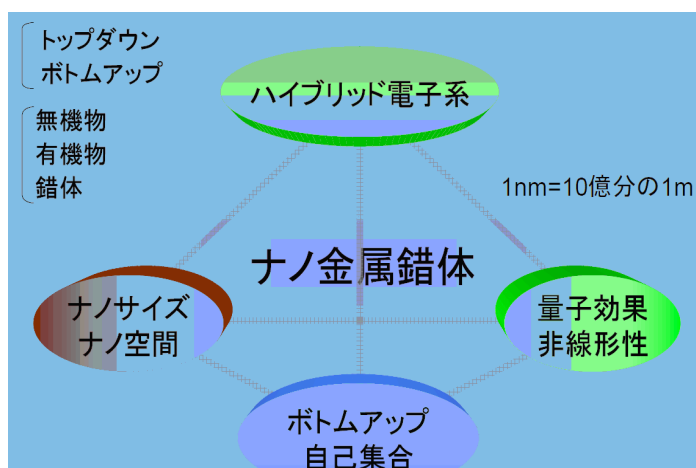 トップダウン
ボトムアップ
ハイブリッド電子系
無機物
有機物
錯体
1nm=10億分の1m
ナノ金属錯体
ナノサイズ
ナノ空間
量子効果
非線形性
ボトムアップ
自己集合